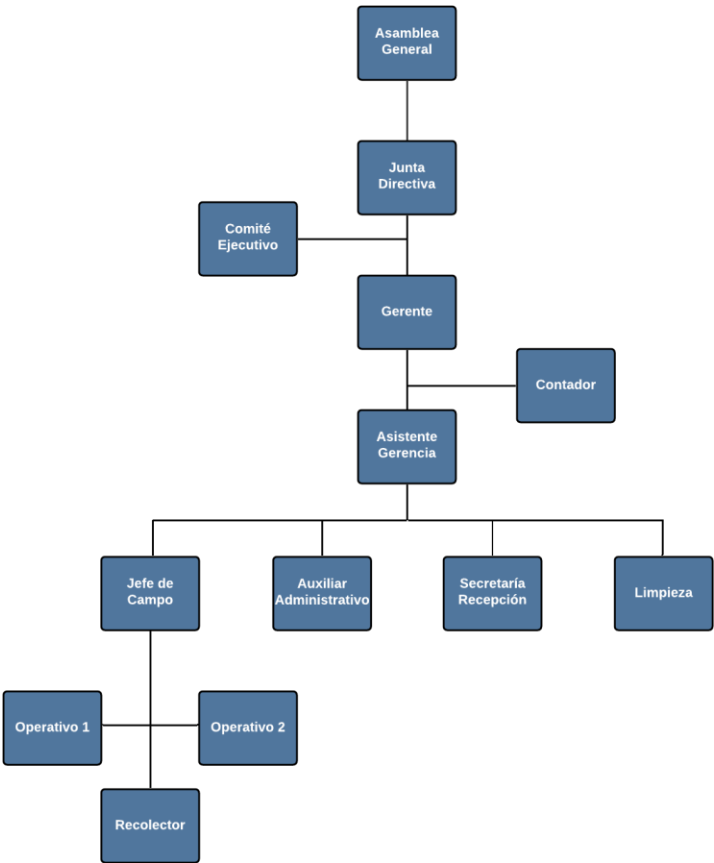 Asamblea
General
Junta
Directiva
Comité
Ejecutivo
Gerente
Contador
Asistente
Gerencia
Jefe de
Campo
Auxiliar
Administrativo
Secretaría
Recepción
Limpieza
Operativo 1
Operativo 2
Recolector